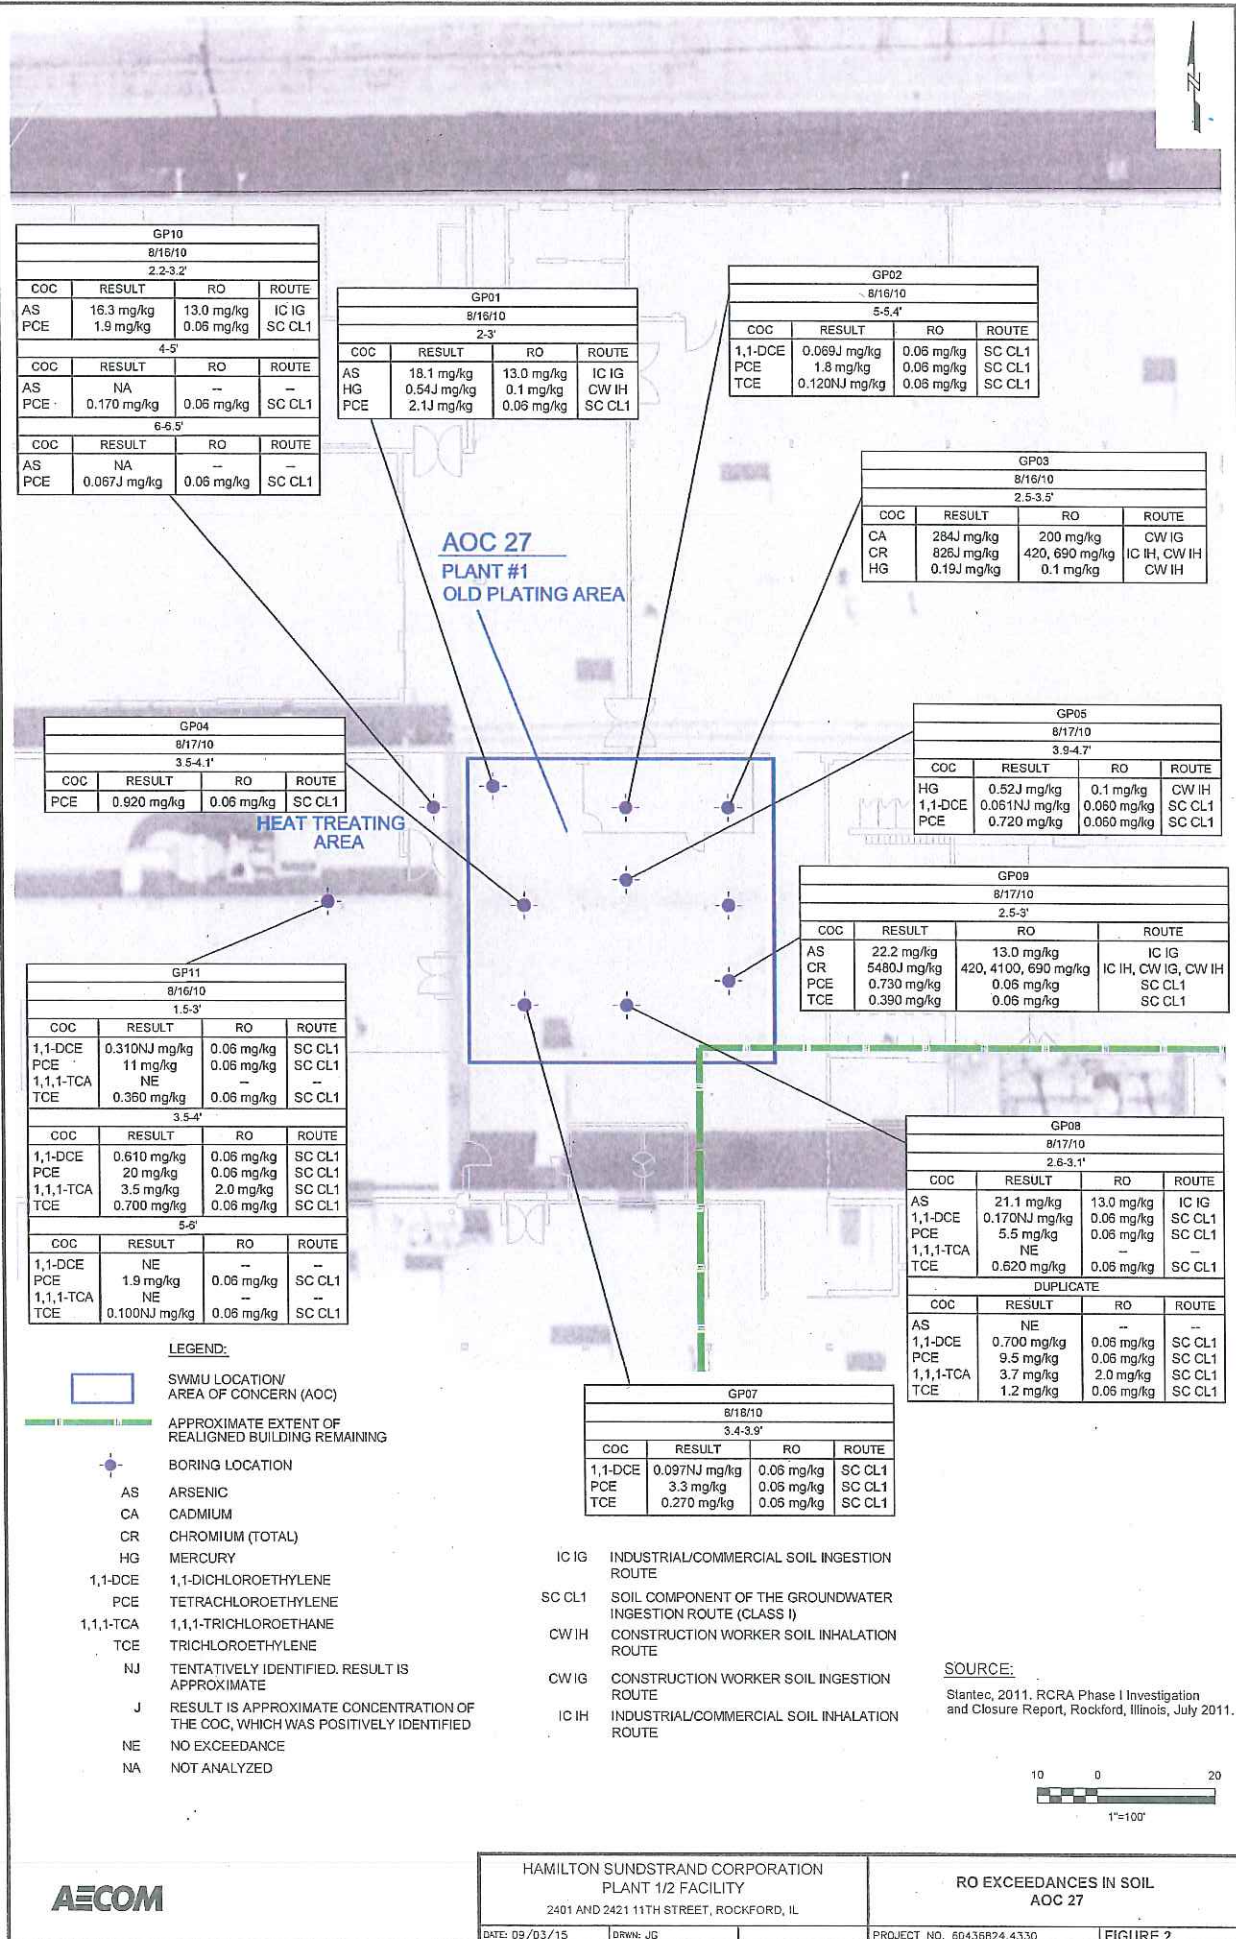 N
GP10
8/16/10
2.2-3.2'
COC RESULT RO ROUTE
AS 16.3 mg/kg 13.0 mg/kg IC IG
PCE 1.9 mg/kg 0.06 mg/kg SC CL1
4-5'
COC RESULT RO ROUTE
AS NA -- --
PCE 0.170 mg/kg 0.06 mg/kg SC CL1
6-6.5'
COC RESULT RO ROUTE
AS NA -- --
PCE 0.067J mg/kg 0.06 mg/kg SC CL1
GP01
8/16/10
2-3'
COC RESULT RO ROUTE
AS 18.1 mg/kg 13.0 mg/kg IC IG
HG 0.54J mg/kg 0.1 mg/kg CW IH
PCE 2.1J mg/kg 0.06 mg/kg SC CL1
GP02
8/16/10
5-5.4'
COC RESULT RO ROUTE
1,1-DCE 0.069J mg/kg 0.06 mg/kg SC CL1
PCE 1.8 mg/kg 0.06 mg/kg SC CL1
TCE 0.120NJ mg/kg 0.06 mg/kg SC CL1
GP03
8/16/10
2.5-3.5'
COC RESULT RO ROUTE
CA 284J mg/kg 200 mg/kg CW IG
CR 826J mg/kg 420, 690 mg/kg IC IH, CW IH
HG 0.19J mg/kg 0.1 mg/kg CW IH
AOC 27
PLANT #1
OLD PLATING AREA
GP04
8/17/10
3.5-4.1'
COC RESULT RO ROUTE
PCE 0.920 mg/kg 0.06 mg/kg SC CL1
HEAT TREATING
AREA
GP05
8/17/10
3.9-4.7'
COC RESULT RO ROUTE
HG 0.52J mg/kg 0.1 mg/kg CW IH
1,1-DCE 0.061NJ mg/kg 0.060 mg/kg SC CL1
PCE 0.720 mg/kg 0.060 mg/kg SC CL1
GP09
8/17/10
2.5-3'
COC RESULT RO ROUTE
AS 22.2 mg/kg 13.0 mg/kg IC IG
CR 5480J mg/kg 420, 4100, 690 mg/kg IC IH, CW IG, CW IH
PCE 0.730 mg/kg 0.06 mg/kg SC CL1
TCE 0.390 mg/kg 0.06 mg/kg SC CL1
GP11
8/16/10
1.5-3'
COC RESULT RO ROUTE
1,1-DCE 0.310NJ mg/kg 0.06 mg/kg SC CL1
PCE 11 mg/kg 0.06 mg/kg SC CL1
1,1,1-TCA NE -- --
TCE 0.360 mg/kg 0.06 mg/kg SC CL1
3.5-4'
COC RESULT RO ROUTE
1,1-DCE 0.610 mg/kg 0.06 mg/kg SC CL1
PCE 20 mg/kg 0.06 mg/kg SC CL1
1,1,1-TCA 3.5 mg/kg 2.0 mg/kg SC CL1
TCE 0.700 mg/kg 0.06 mg/kg SC CL1
5-6'
COC RESULT RO ROUTE
1,1-DCE NE -- --
PCE 1.9 mg/kg 0.06 mg/kg SC CL1
1,1,1-TCA NE -- --
TCE 0.100NJ mg/kg 0.06 mg/kg SC CL1
GP08
8/17/10
2.6-3.1'
COC RESULT RO ROUTE
AS 21.1 mg/kg 13.0 mg/kg IC IG
1,1-DCE 0.170NJ mg/kg 0.06 mg/kg SC CL1
PCE 5.5 mg/kg 0.06 mg/kg SC CL1
1,1,1-TCA NE -- --
TCE 0.620 mg/kg 0.06 mg/kg SC CL1
DUPLICATE
COC RESULT RO ROUTE
AS NE -- --
1,1-DCE 0.700 mg/kg 0.06 mg/kg SC CL1
PCE 9.5 mg/kg 0.06 mg/kg SC CL1
1,1,1-TCA 3.7 mg/kg 2.0 mg/kg SC CL1
TCE 1.2 mg/kg 0.06 mg/kg SC CL1
GP07
8/18/10
3.4-3.9'
COC RESULT RO ROUTE
1,1-DCE 0.097NJ mg/kg 0.06 mg/kg SC CL1
PCE 3.3 mg/kg 0.06 mg/kg SC CL1
TCE 0.270 mg/kg 0.06 mg/kg SC CL1
LEGEND:
SWMU LOCATION/
AREA OF CONCERN (AOC)
APPROXIMATE EXTENT OF
REALIGNED BUILDING REMAINING
BORING LOCATION
AS ARSENIC
CA CADMIUM
CR CHROMIUM (TOTAL)
HG MERCURY
1,1-DCE 1,1-DICHLOROETHYLENE
PCE TETRACHLOROETHYLENE
1,1,1-TCA 1,1,1-TRICHLOROETHANE
TCE TRICHLOROETHYLENE
NJ TENTATIVELY IDENTIFIED. RESULT IS
APPROXIMATE
J RESULT IS APPROXIMATE CONCENTRATION OF
THE COC, WHICH WAS POSITIVELY IDENTIFIED
NE NO EXCEEDANCE
NA NOT ANALYZED
IC IG INDUSTRIAL/COMMERCIAL SOIL INGESTION
ROUTE
SC CL1 SOIL COMPONENT OF THE GROUNDWATER
INGESTION ROUTE (CLASS I)
CW IH CONSTRUCTION WORKER SOIL INHALATION
ROUTE
CW IG CONSTRUCTION WORKER SOIL INGESTION
ROUTE
IC IH INDUSTRIAL/COMMERCIAL SOIL INHALATION
ROUTE
SOURCE:
Stantec, 2011. RCRA Phase I Investigation
and Closure Report, Rockford, Illinois, July 2011.
10 0 20
1"=100'
AECOM
HAMILTON SUNDSTRAND CORPORATION
PLANT 1/2 FACILITY
2401 AND 2421 11TH STREET, ROCKFORD, IL
RO EXCEEDANCES IN SOIL
AOC 27
DATE: 09/03/15 DRWN: JG PROJECT NO. 60436824.4330 FIGURE 2